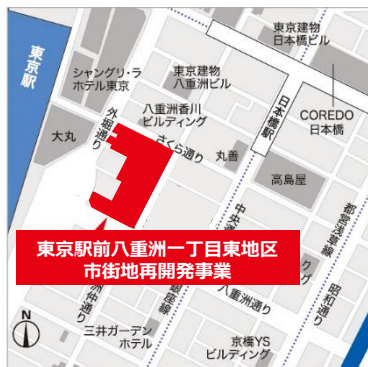 東京駅
シャングリ・ラ
ホテル東京
東京建物
日本橋ビル
東京建物
八重洲ビル
COREDO
日本橋
外堀通り
八重洲香川
ビルディング
日本橋駅
大丸
さくら通り
丸善
高島屋
中央
都営浅草線
昭和通り
東京駅前八重洲一丁目東地区
市街地再開発事業
八重洲通り
洲仲通り
銀座線
N
三井ガーデン
ホテル
京橋YS
ビルディング